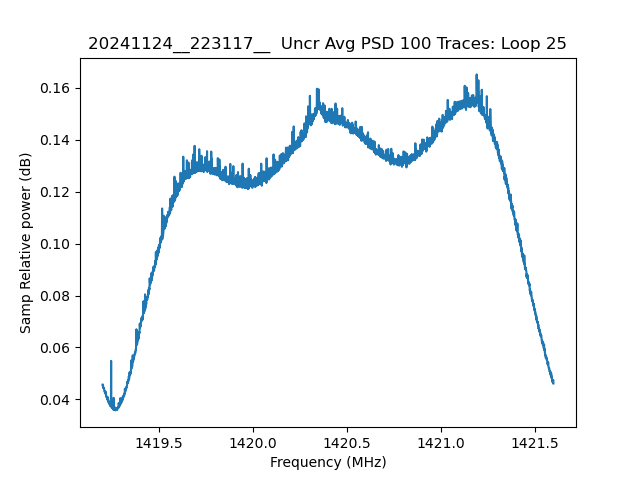 20241124__223117__  Uncr Avg PSD 100 Traces: Loop 25
0.16
0.14
0.12
0.10
0.08
0.06
0.04
Samp Relative power (dB)
1419.5 1420.0 1420.5 1421.0 1421.5
Frequency (MHz)